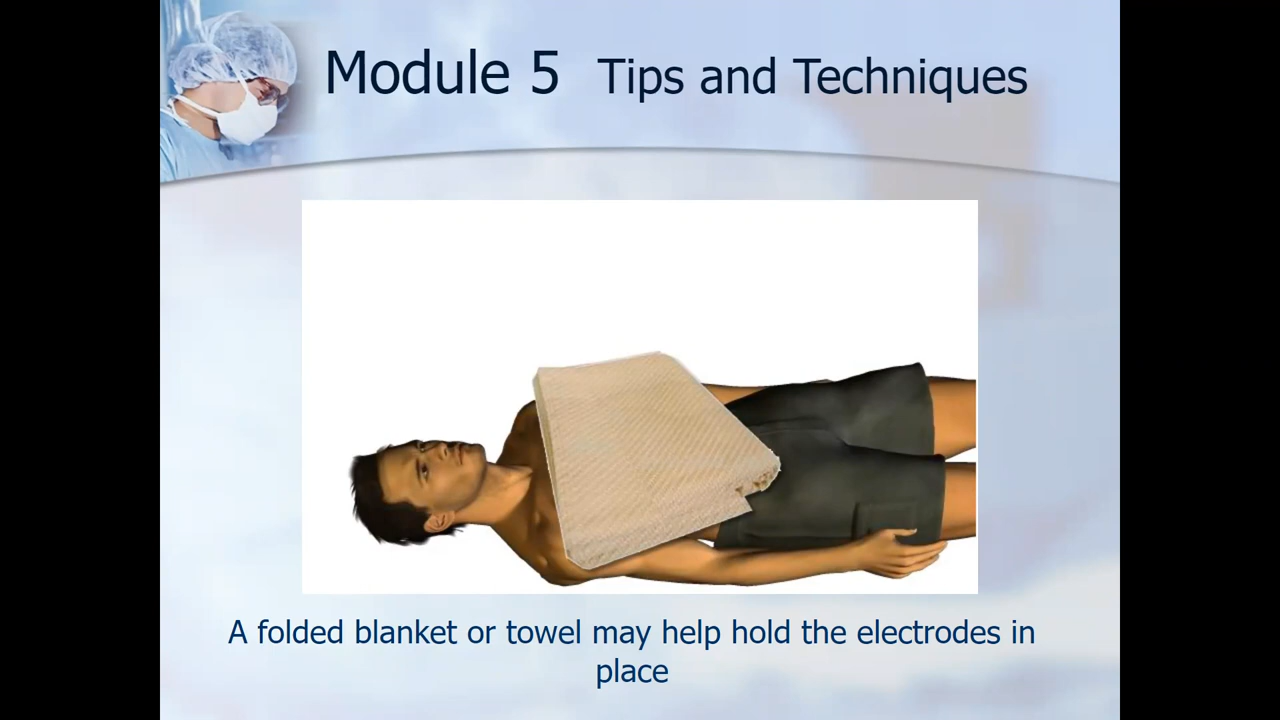 Module 5 Tips and Techniques
A folded blanket or towel may help hold the electrodes in
place